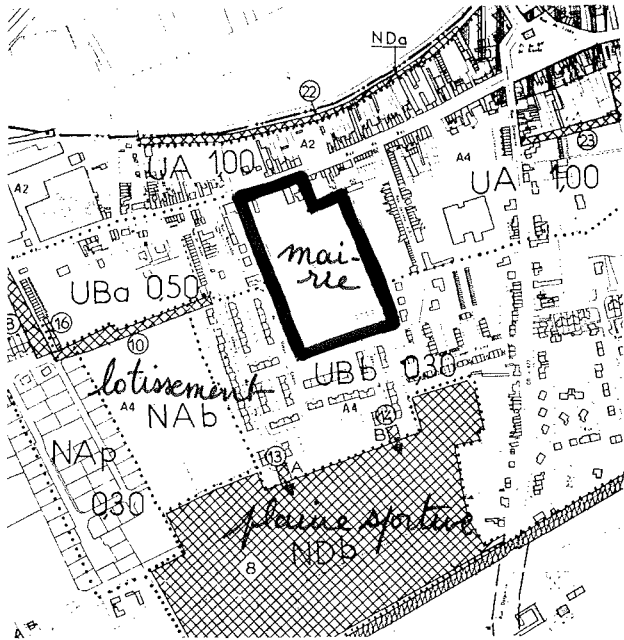 NDa
22
A2
UA 100
A4
23
A2
UA 100
mai-
rie
UBa 050
16
10
lotissement
NAb
A4
UBb 030
A4
12
B
NAp
030
13
A
plaine sportive
NDb
8
A